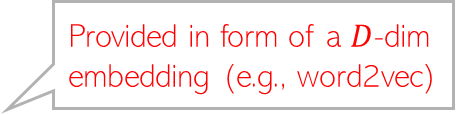 Provided in form of a D-dim
embedding (e.g., word2vec)